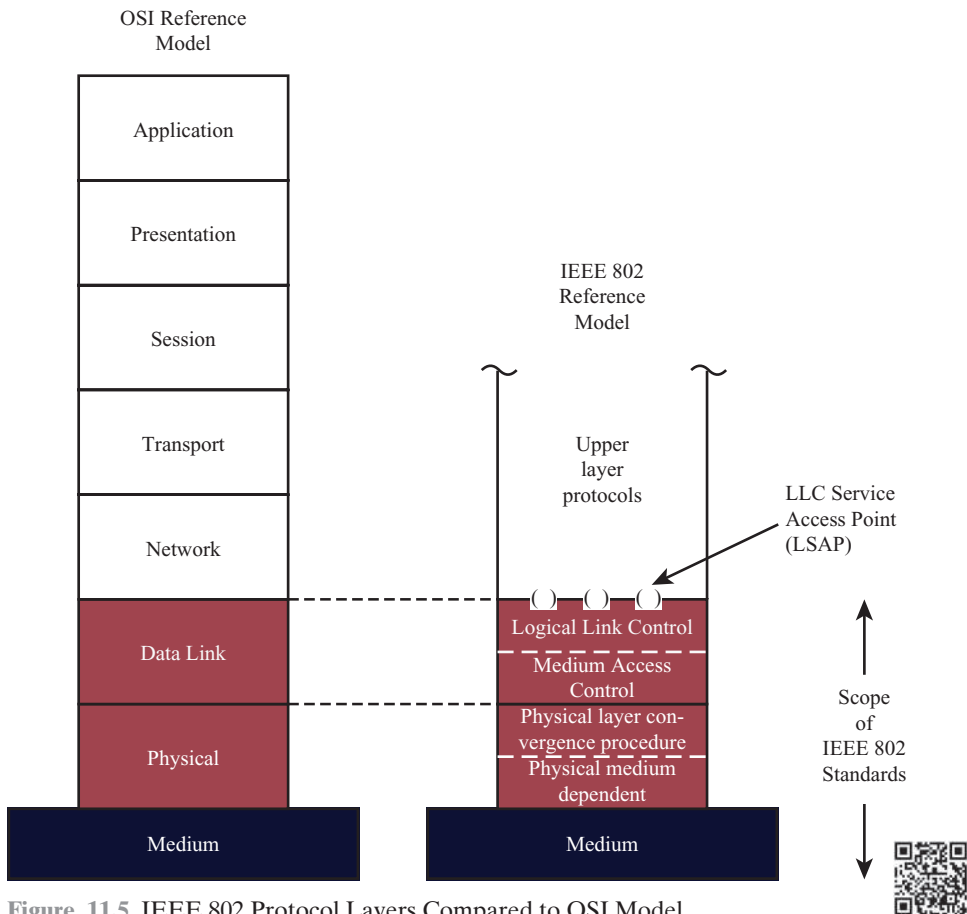 OSI Reference
Model
Application
Presentation
Session
Transport
Network
Data Link
Physical
Medium
IEEE 802
Reference
Model
Upper
layer
protocols
LLC Service
Access Point
(LSAP)
Logical Link Control
Medium Access
Control
Physical layer con-
vergence procedure
Physical medium
dependent
Medium
Scope
of
IEEE 802
Standards
Figure 11.5 IEEE 802 Protocol Layers Compared to OSI Model